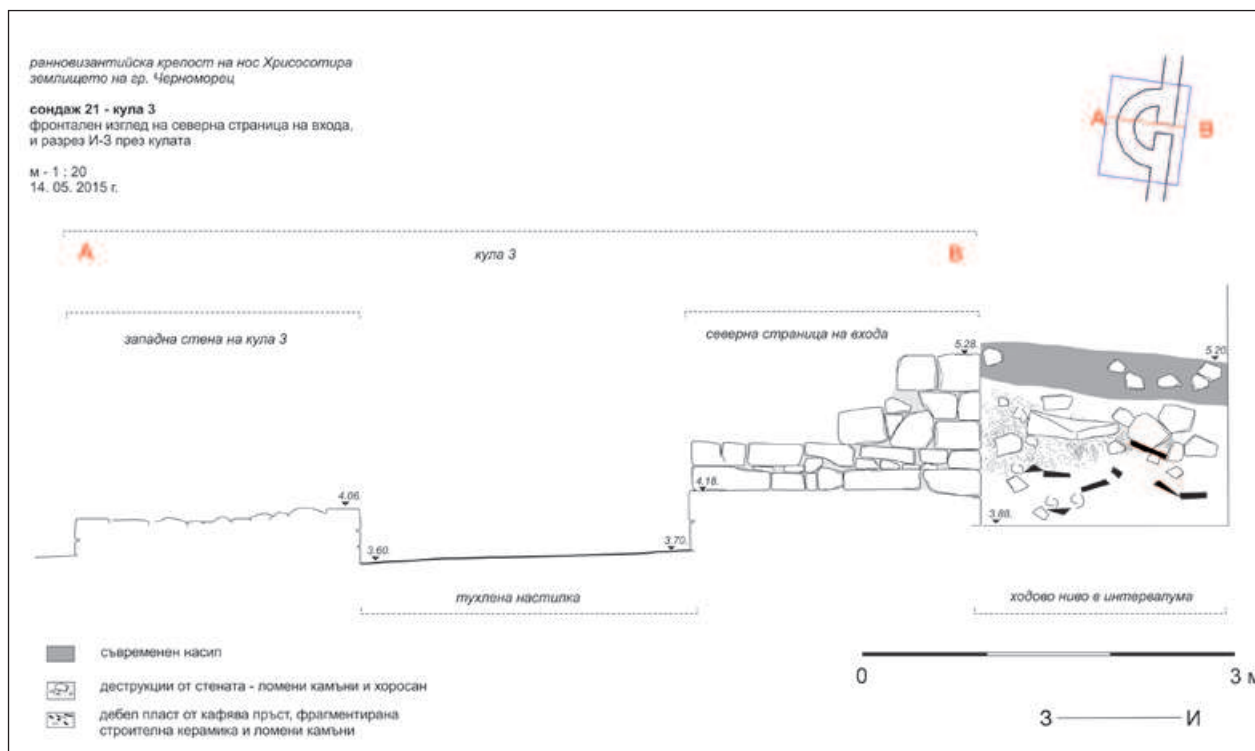 ранновизантийска крепост на нос Хрисосотира
землището на гр. Черноморец
сондаж 21 - кула 3
фронтален изглед на северна страница на входа,
и разрез И-З през кулата
м - 1 : 20
14. 05. 2015 г.
А
В
А
В
кула 3
западна стена на кула 3
северна страница на входа
5.28.
5.20.
4.18.
4.06.
3.88.
3.60.
3.70.
тухлена настилка
ходово ниво в интервалума
съвременен насип
деструкции от стената - ломени камъни и хоросан
дебел пласт от кафява пръст, фрагментирана
строителна керамика и ломени камъни
0
3 м
З
И